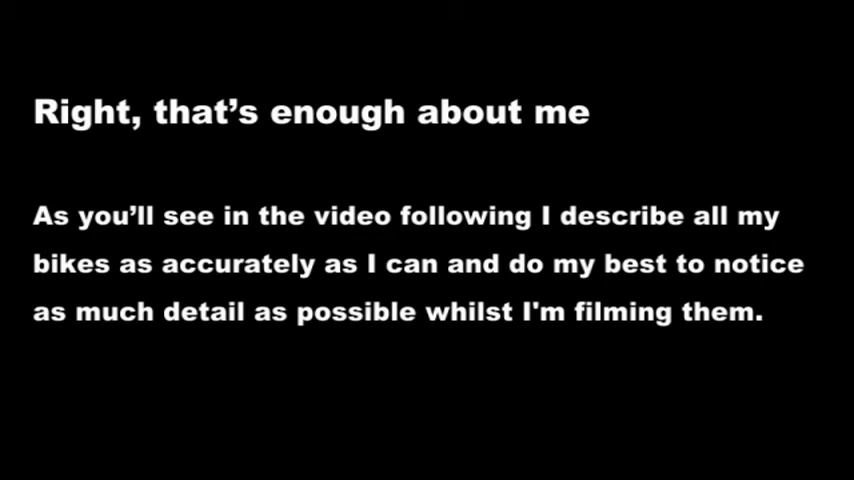 Right, that’s enough about me
As you’ll see in the video following I describe all my
bikes as accurately as I can and do my best to notice
as much detail as possible whilst I'm filming them.